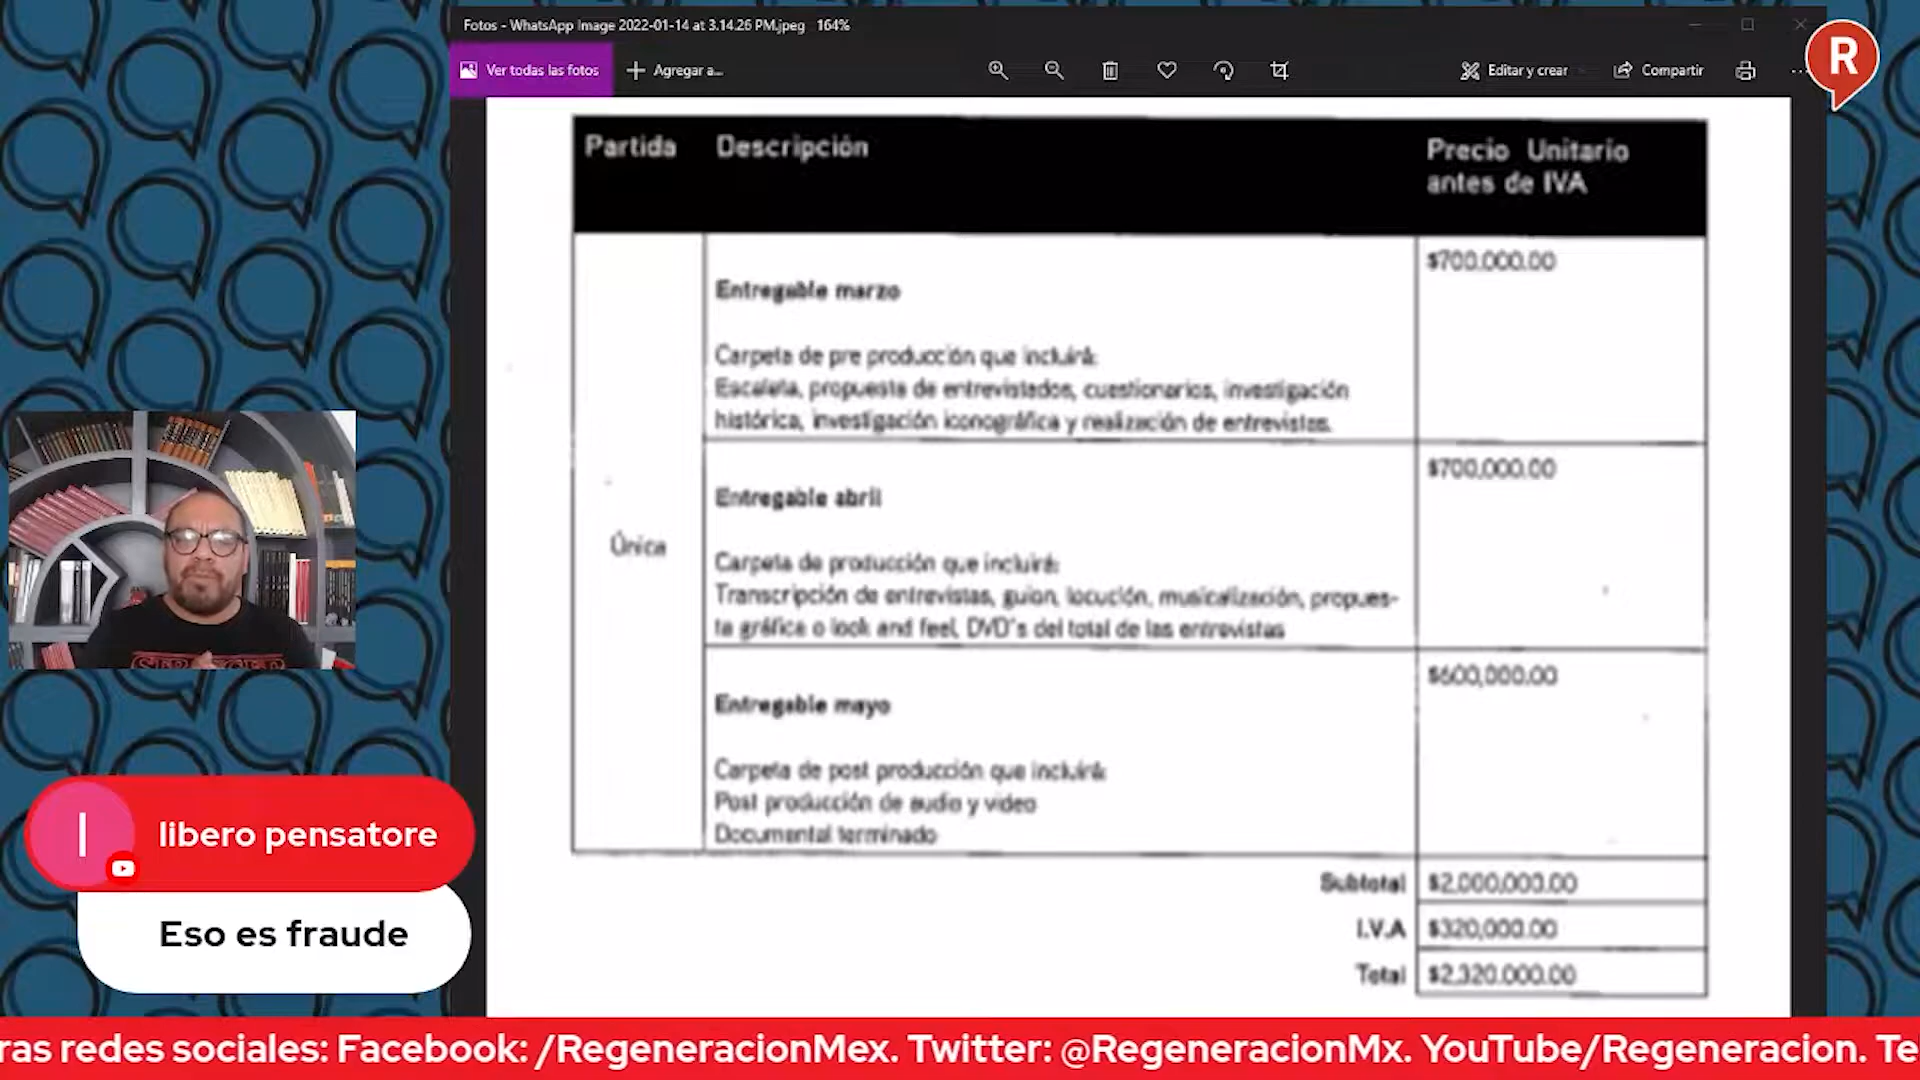 Fotos - WhatsApp Image 2022-01-14 at 3.14.26 PM.jpeg   164%
Ver todas las fotos
Agregar a...
Editar y crear
Compartir
R
Partida
Descripción
Precio Unitario
antes de IVA
Única
Entregable marzo
$700,000.00
Carpeta de pre producción que incluirá:
Escaleta, propuesta de entrevistados, cuestionarios, investigación
histórica, investigación iconográfica y realización de entrevistas.
Entregable abril
$700,000.00
Carpeta de producción que incluirá:
Transcripción de entrevistas, guion, locución, musicalización, propues-
ta gráfica o look and feel, DVD's del total de las entrevistas
Entregable mayo
$600,000.00
Carpeta de post producción que incluirá:
Post producción de audio y video
Documental terminado
Subtotal $2,000,000.00
I.V.A $320,000.00
Total $2,320,000.00
l
libero pensatore
Eso es fraude
ras redes sociales: Facebook: /RegeneracionMex. Twitter: @RegeneracionMx. YouTube/Regeneracion. Te